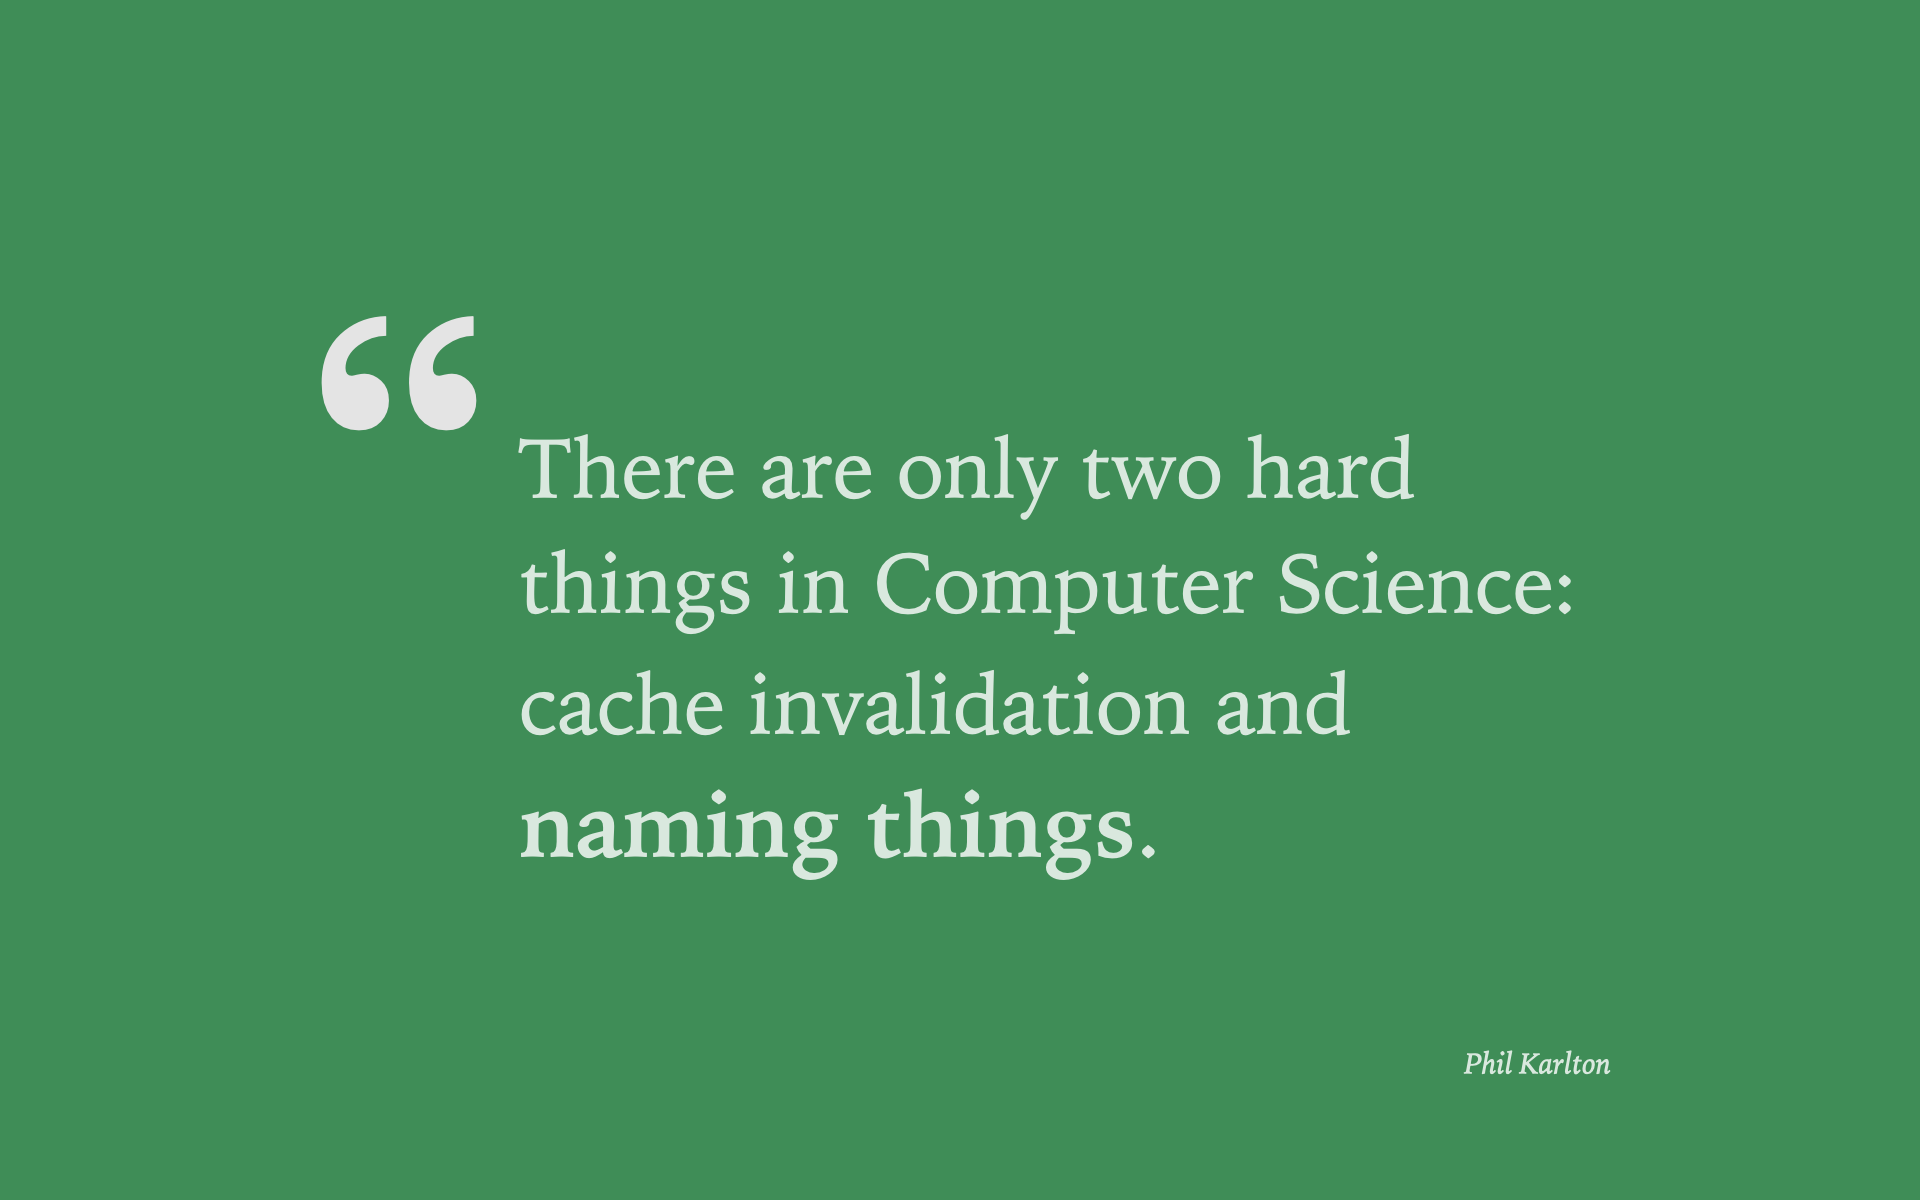 “
There are only two hard
things in Computer Science:
cache invalidation and
naming things.
Phil Karlton